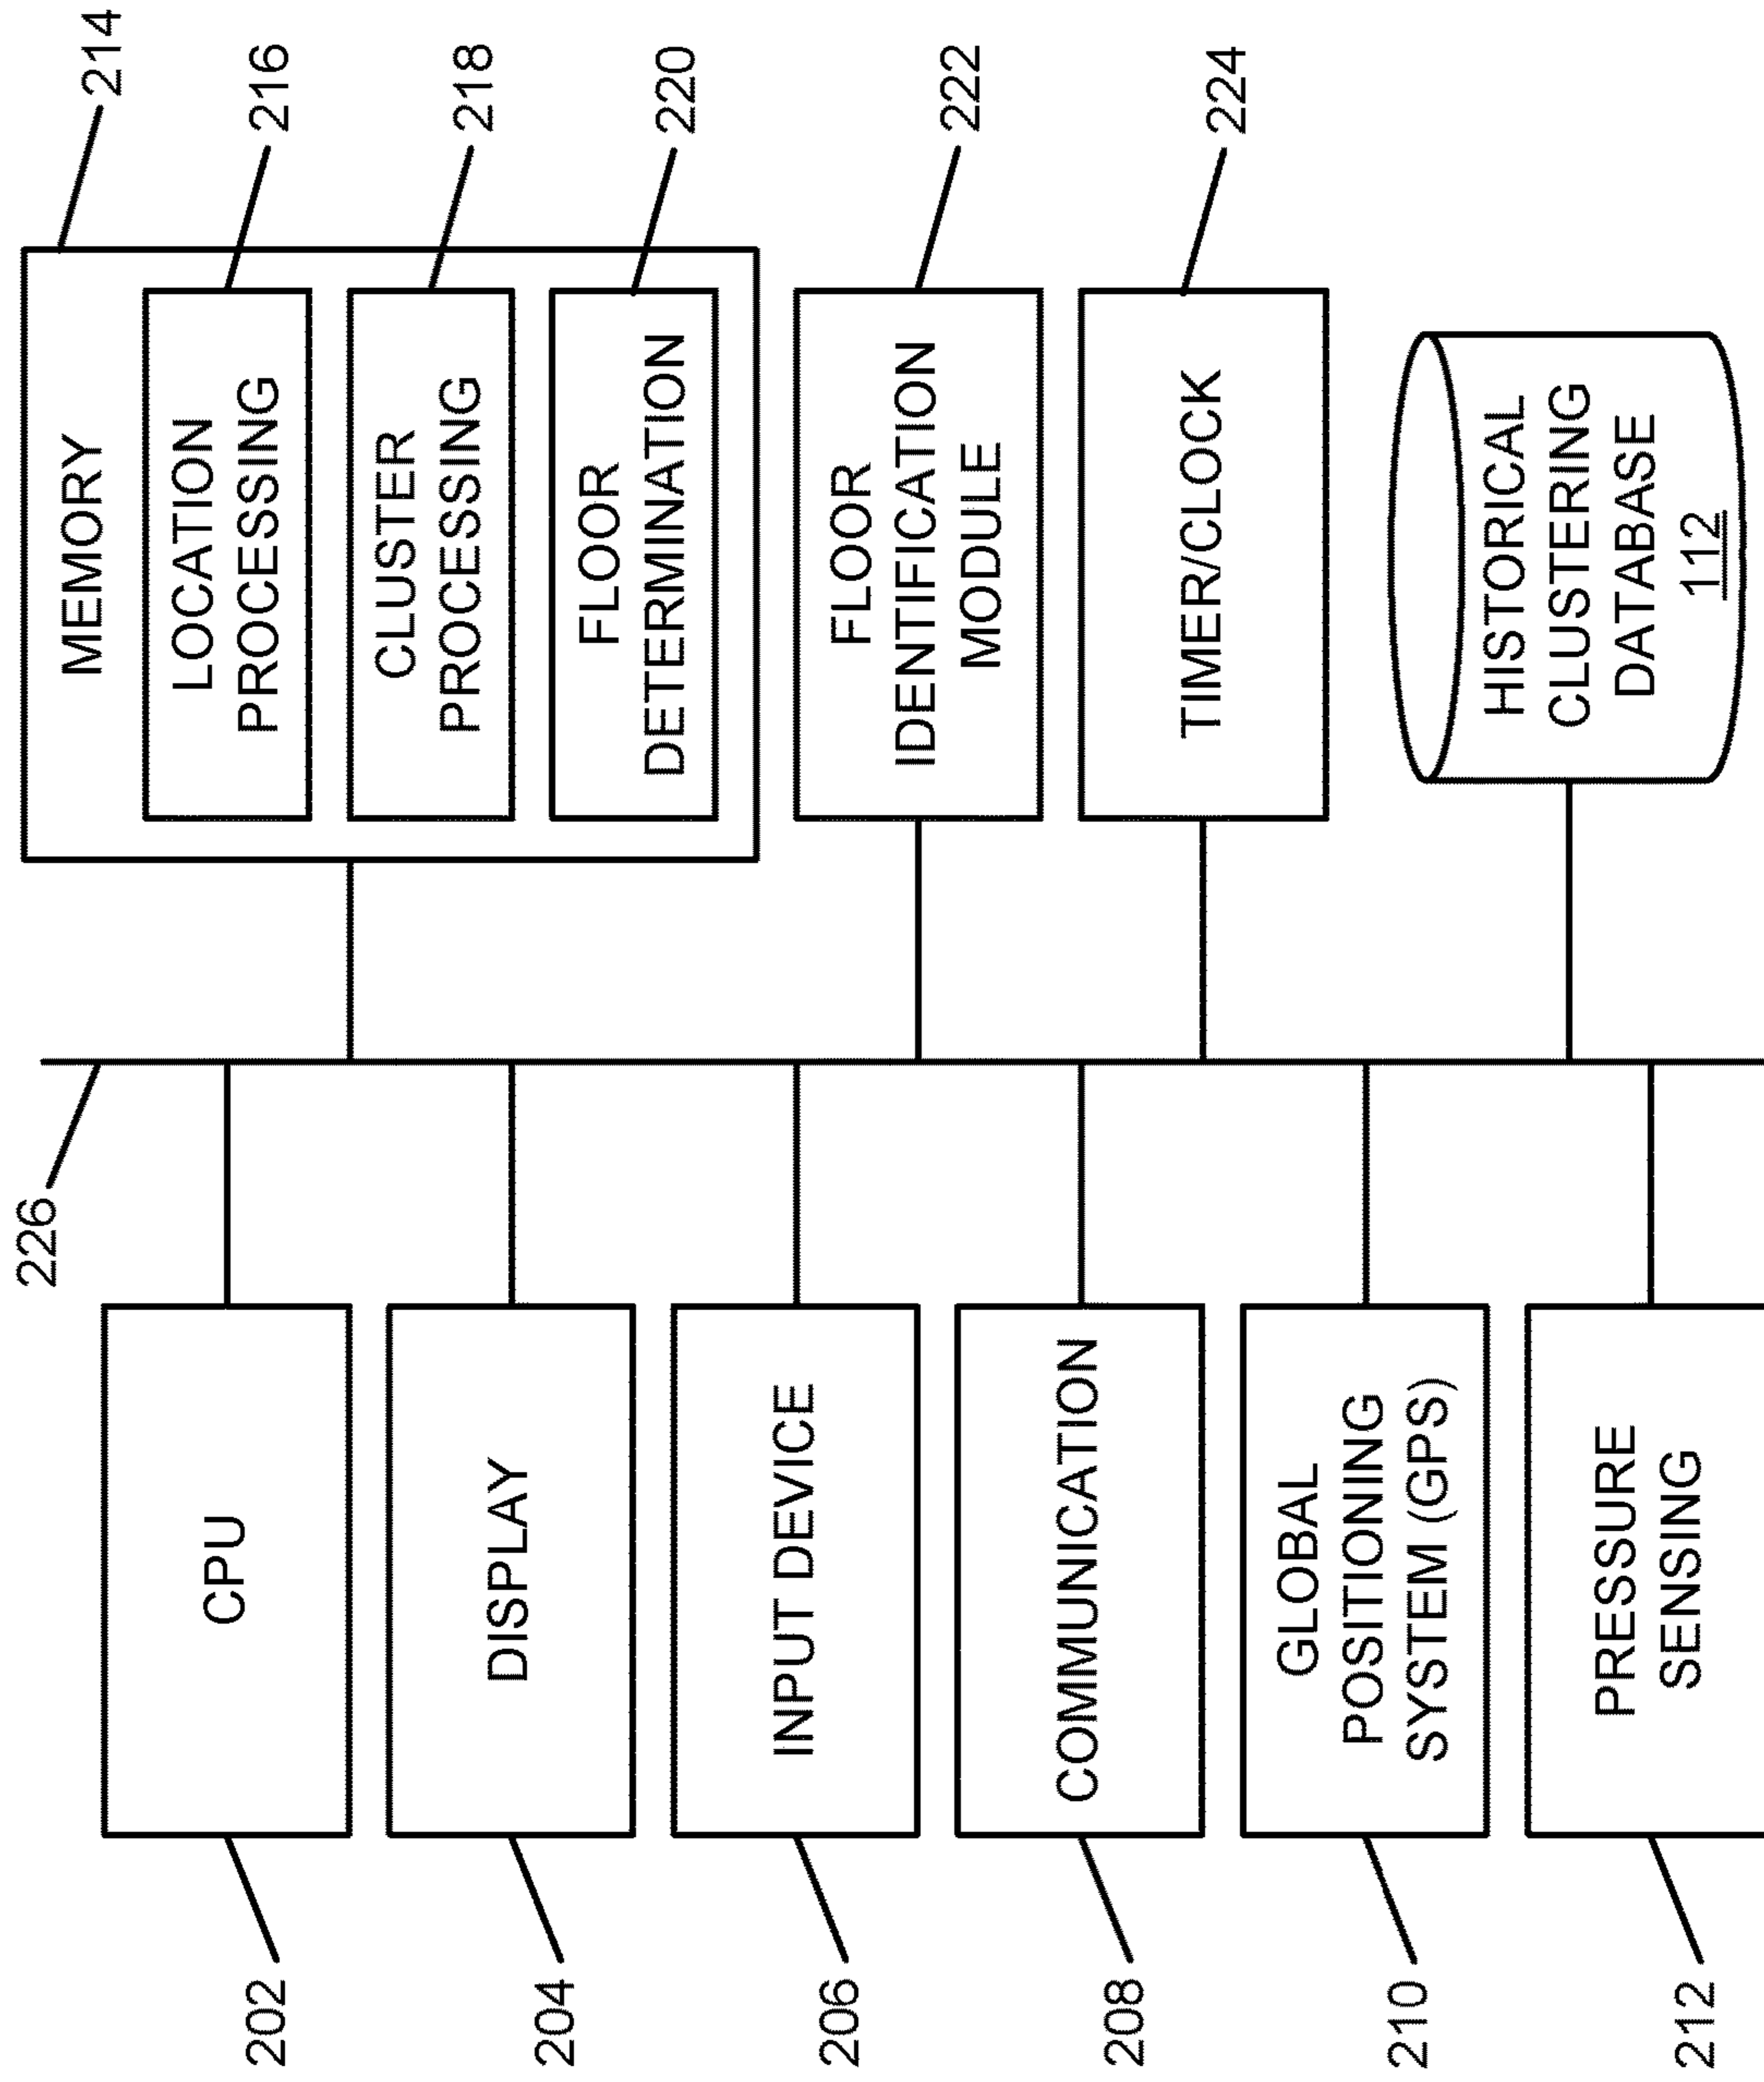 226
202
CPU
204
DISPLAY
206
INPUT DEVICE
208
COMMUNICATION
210
GLOBAL
POSITIONING
SYSTEM (GPS)
212
PRESSURE
SENSING
MEMORY
214
LOCATION
PROCESSING
216
CLUSTER
PROCESSING
218
FLOOR
DETERMINATION
220
FLOOR
IDENTIFICATION
MODULE
222
TIMER/CLOCK
224
HISTORICAL
CLUSTERING
DATABASE
112